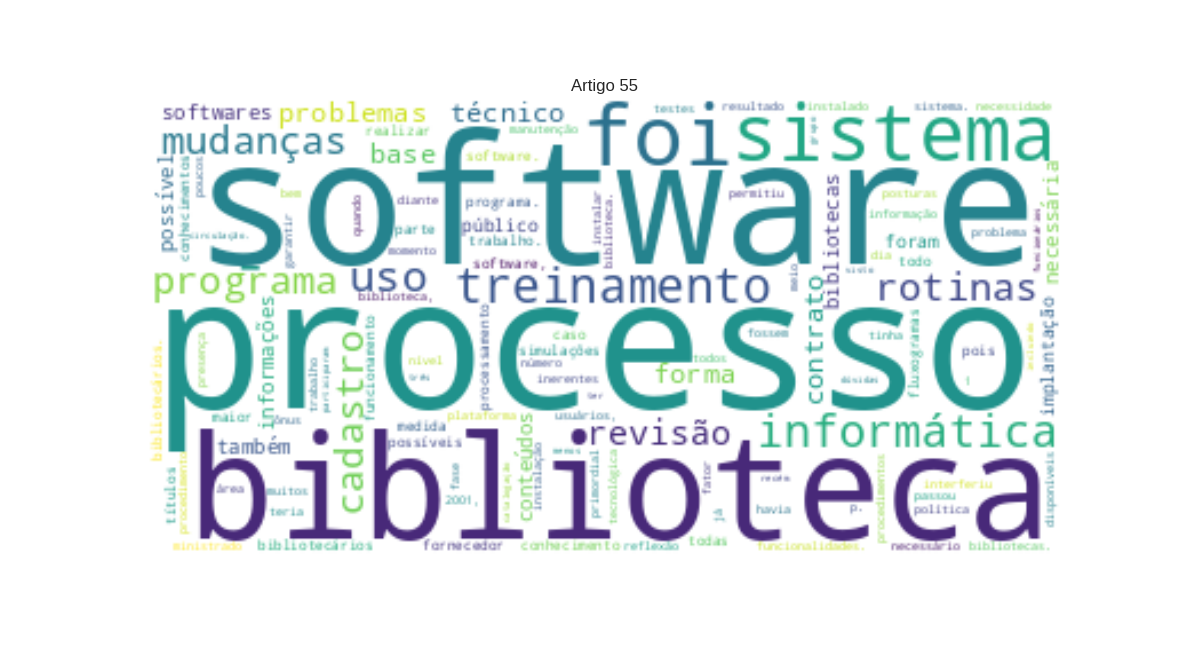 Artigo 55
softwares
problemas
técnico
testes
resultado
instalado
sistema.
necessidade
mudanças
realizar
manutenção
foi
sistema
base
software.
possível
conhecimentos
poucos
software
bem
quando
diante
programa.
instalar
biblioteca.
permitiu
bibliotecas
posturas
informação
problema
necessária
circulação.
garantir
parte
público
trabalho.
foram
todo
dia
momento
software,
programa
uso
biblioteca,
treinamento
meio
rotinas
processo
informações
presença
trabalho
participaram
cadastro
funcionamento
nível
processamento
caso
simulações
número
inerentes
fossem
todos
forma
contrato
tinha
dúvidas
fluxogramas
pois
implantação
bibliotecários.
maior
ônus
medida
possíveis
plataforma
usuários,
revisão
informática
também
biblioteca
títulos
procedimento
área
muitos
teria
fase
2001,
conteúdos
instalação
primordial
tecnológica
fator
já
havia
p.
procedimentos
interferiu
passou
política
disponíveis
ministrado
bibliotecários
fornecedor
conhecimento
reflexão
todas
funcionalidades.
necessário
bibliotecas.